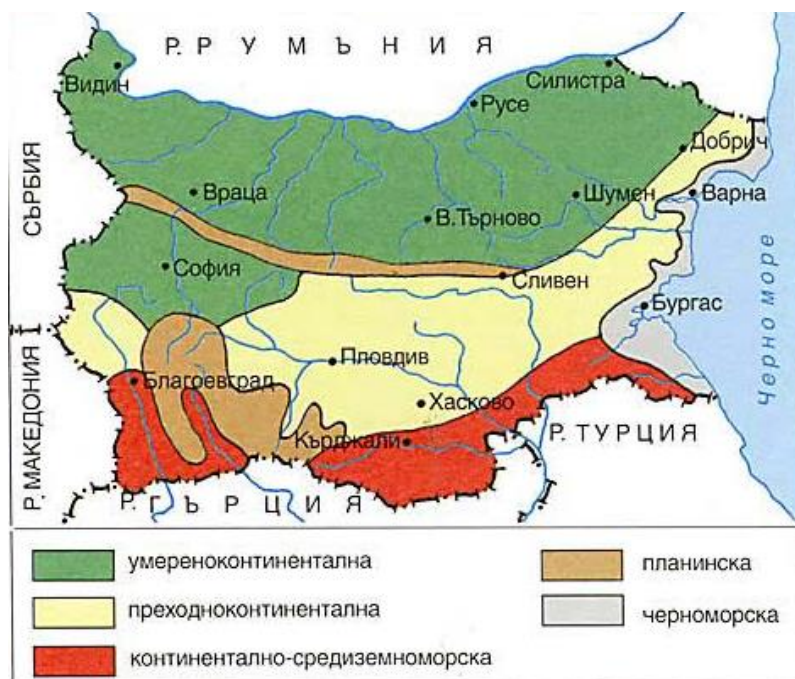 Р. Р У М Ъ Н И Я
Видин
Силистра
Русе
Добрич
СЪРБИЯ
Враца
Шумен
Варна
В.Търново
София
Сливен
Черно море
Бургас
Р. МАКЕДОНИЯ
Пловдив
Благоевград
Хасково
Кърджали
Р. ТУРЦИЯ
Р. Г Ъ Р Ц И Я
умереноконтинентална
планинска
преходноконтинентална
черноморска
континентално-средиземноморска